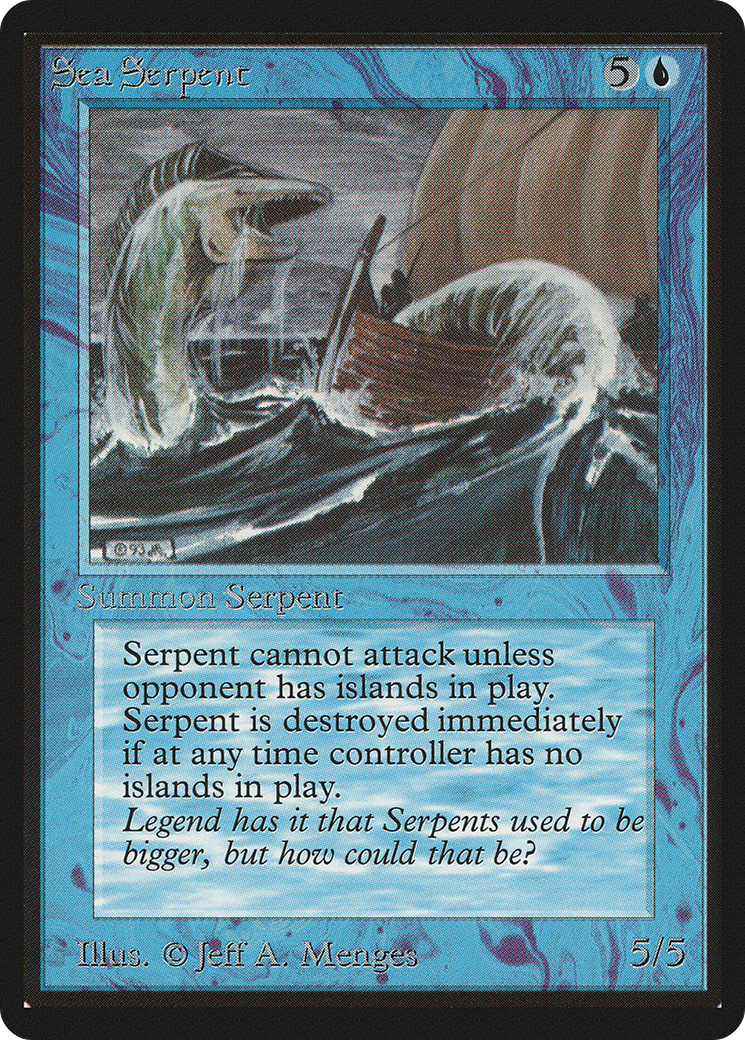 Sea Serpent
5
Summon Serpent
Serpent cannot attack unless
opponent has islands in play.
Serpent is destroyed immediately
if at any time controller has no
islands in play.
Legend has it that Serpents used to be
bigger, but how could that be?
Illus. © Jeff A. Menges
5/5